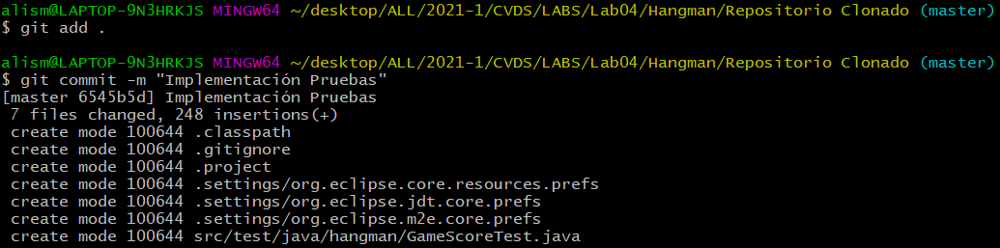 alism@LAPTOP-9N3HRKJS MINGW64 ~/desktop/ALL/2021-1/CVDS/LABS/Lab04/Hangman/Repositorio Clonado (master)
$ git add .
alism@LAPTOP-9N3HRKJS MINGW64 ~/desktop/ALL/2021-1/CVDS/LABS/Lab04/Hangman/Repositorio Clonado (master)
$ git commit -m "Implementación Pruebas"
[master 6545b5d] Implementación Pruebas
 7 files changed, 248 insertions(+)
 create mode 100644 .classpath
 create mode 100644 .gitignore
 create mode 100644 .project
 create mode 100644 .settings/org.eclipse.core.resources.prefs
 create mode 100644 .settings/org.eclipse.jdt.core.prefs
 create mode 100644 .settings/org.eclipse.m2e.core.prefs
 create mode 100644 src/test/java/hangman/GameScoreTest.java